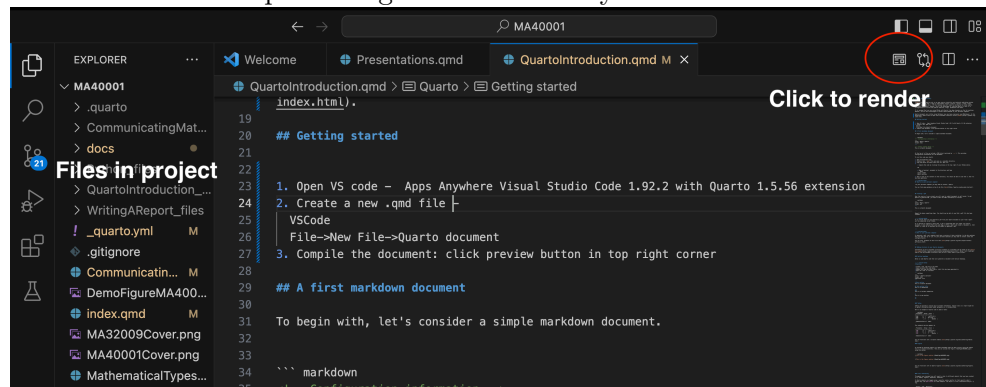 MA40001
EXPLORER ···
Welcome
Presentations.qmd
QuartoIntroduction.qmd M ×
MA40001
QuartoIntroduction.qmd > Quarto > Getting started
> .quarto
> CommunicatingMat...
> docs
> QuartoIntroduction_...
> WritingAReport_files
! _quarto.yml M
.gitignore
Communicatin... M
DemoFigureMA400...
index.qmd M
MA32009Cover.png
MA40001Cover.png
MathematicalTypes...
21
Files in project
Click to render
index.html).
19
20 ## Getting started
21
22
23 1. Open VS code – Apps Anywhere Visual Studio Code 1.92.2 with Quarto 1.5.56 extension
24 2. Create a new .qmd file –
25 VSCode
26 File->New File->Quarto document
27 3. Compile the document: click preview button in top right corner
28
29 ## A first markdown document
30
31 To begin with, let's consider a simple markdown document.
32
33
34 ``` markdown